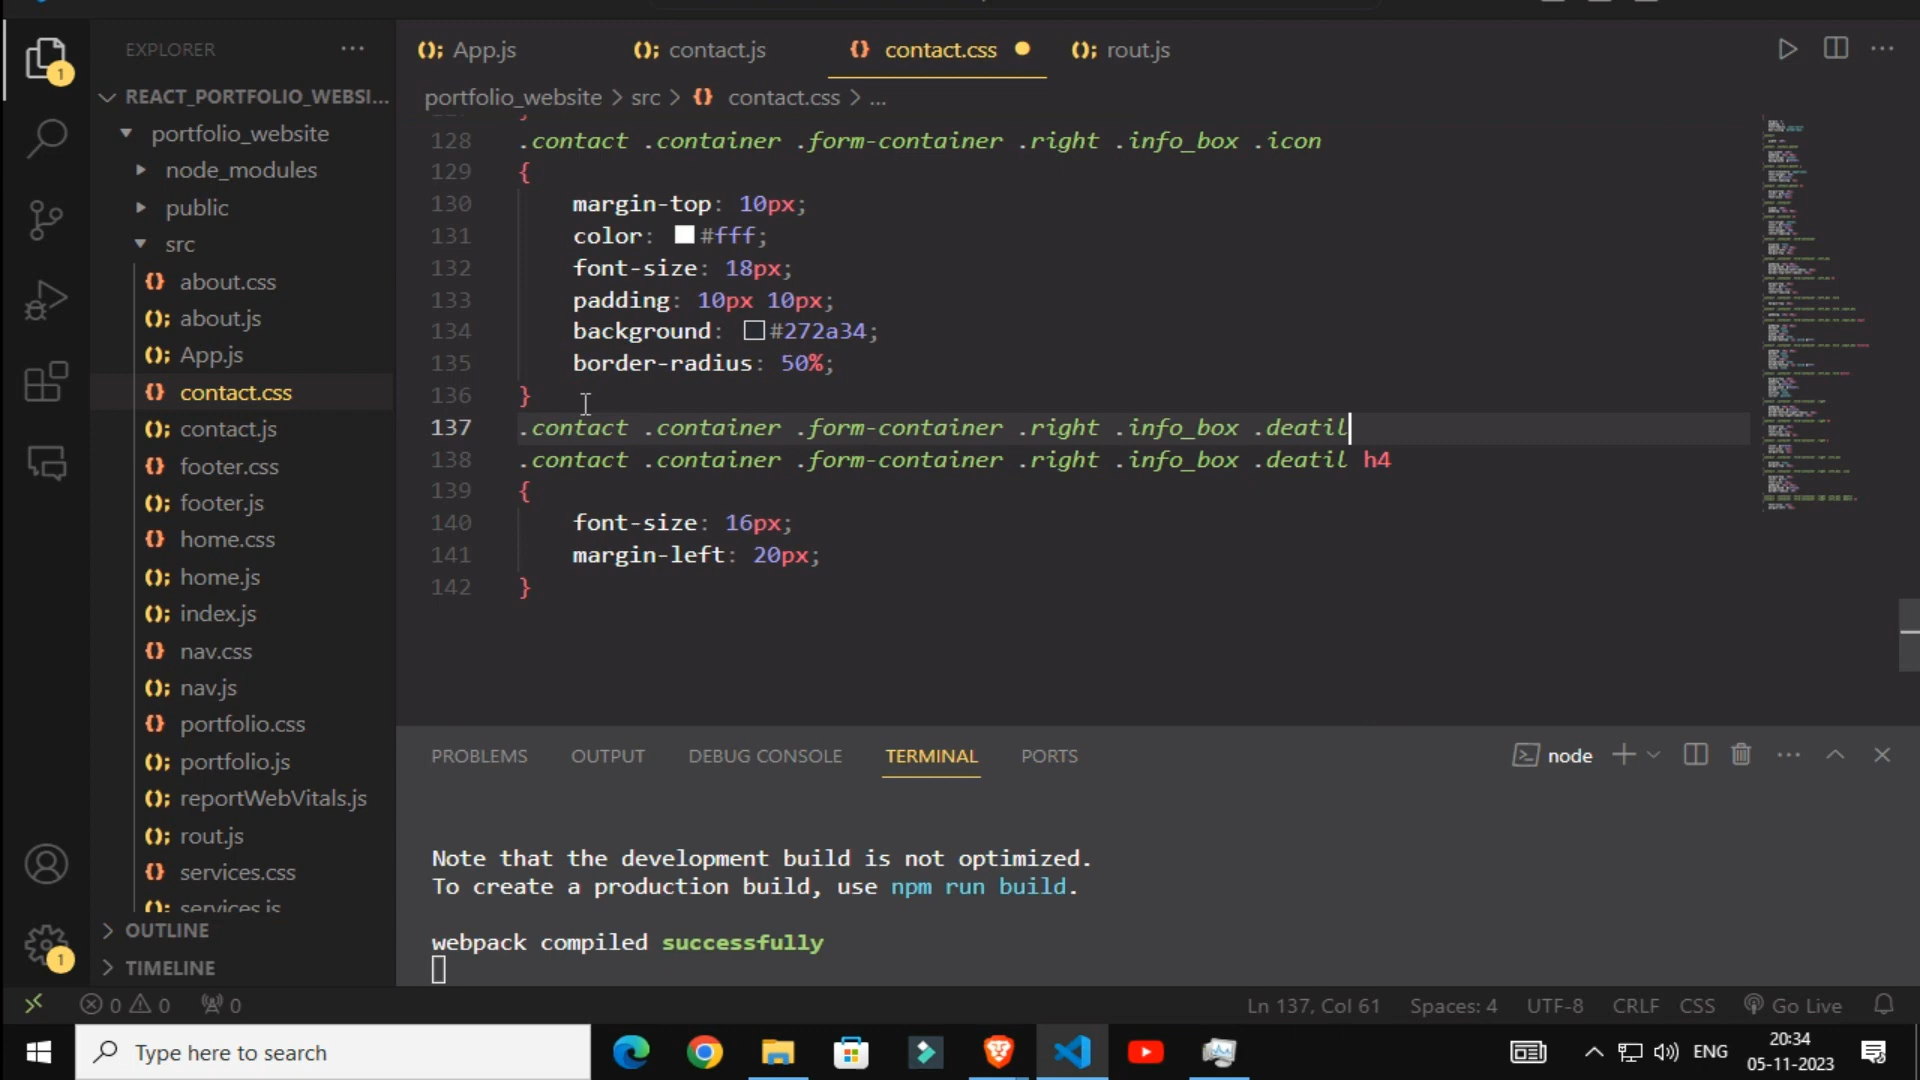 EXPLORER
REACT_PORTFOLIO_WEBSI...
portfolio_website
node_modules
public
src
about.css
about.js
App.js
contact.css
contact.js
footer.css
footer.js
home.css
home.js
index.js
nav.css
nav.js
portfolio.css
portfolio.js
reportWebVitals.js
rout.js
services.css
services.js
OUTLINE
TIMELINE
1
1
App.js
contact.js
contact.css
rout.js
portfolio_website > src > {} contact.css > ...
128 .contact .container .form-container .right .info_box .icon
129 {
130 margin-top: 10px;
131 color: #fff;
132 font-size: 18px;
133 padding: 10px 10px;
134 background: #272a34;
135 border-radius: 50%;
136 }
137 .contact .container .form-container .right .info_box .deatil
138 .contact .container .form-container .right .info_box .deatil h4
139 {
140 font-size: 16px;
141 margin-left: 20px;
142 }
PROBLEMS OUTPUT DEBUG CONSOLE TERMINAL PORTS
node
Note that the development build is not optimized.
To create a production build, use npm run build.
webpack compiled successfully
0 0 0
Ln 137, Col 61 Spaces: 4 UTF-8 CRLF CSS Go Live
Type here to search
ENG
20:34
05-11-2023